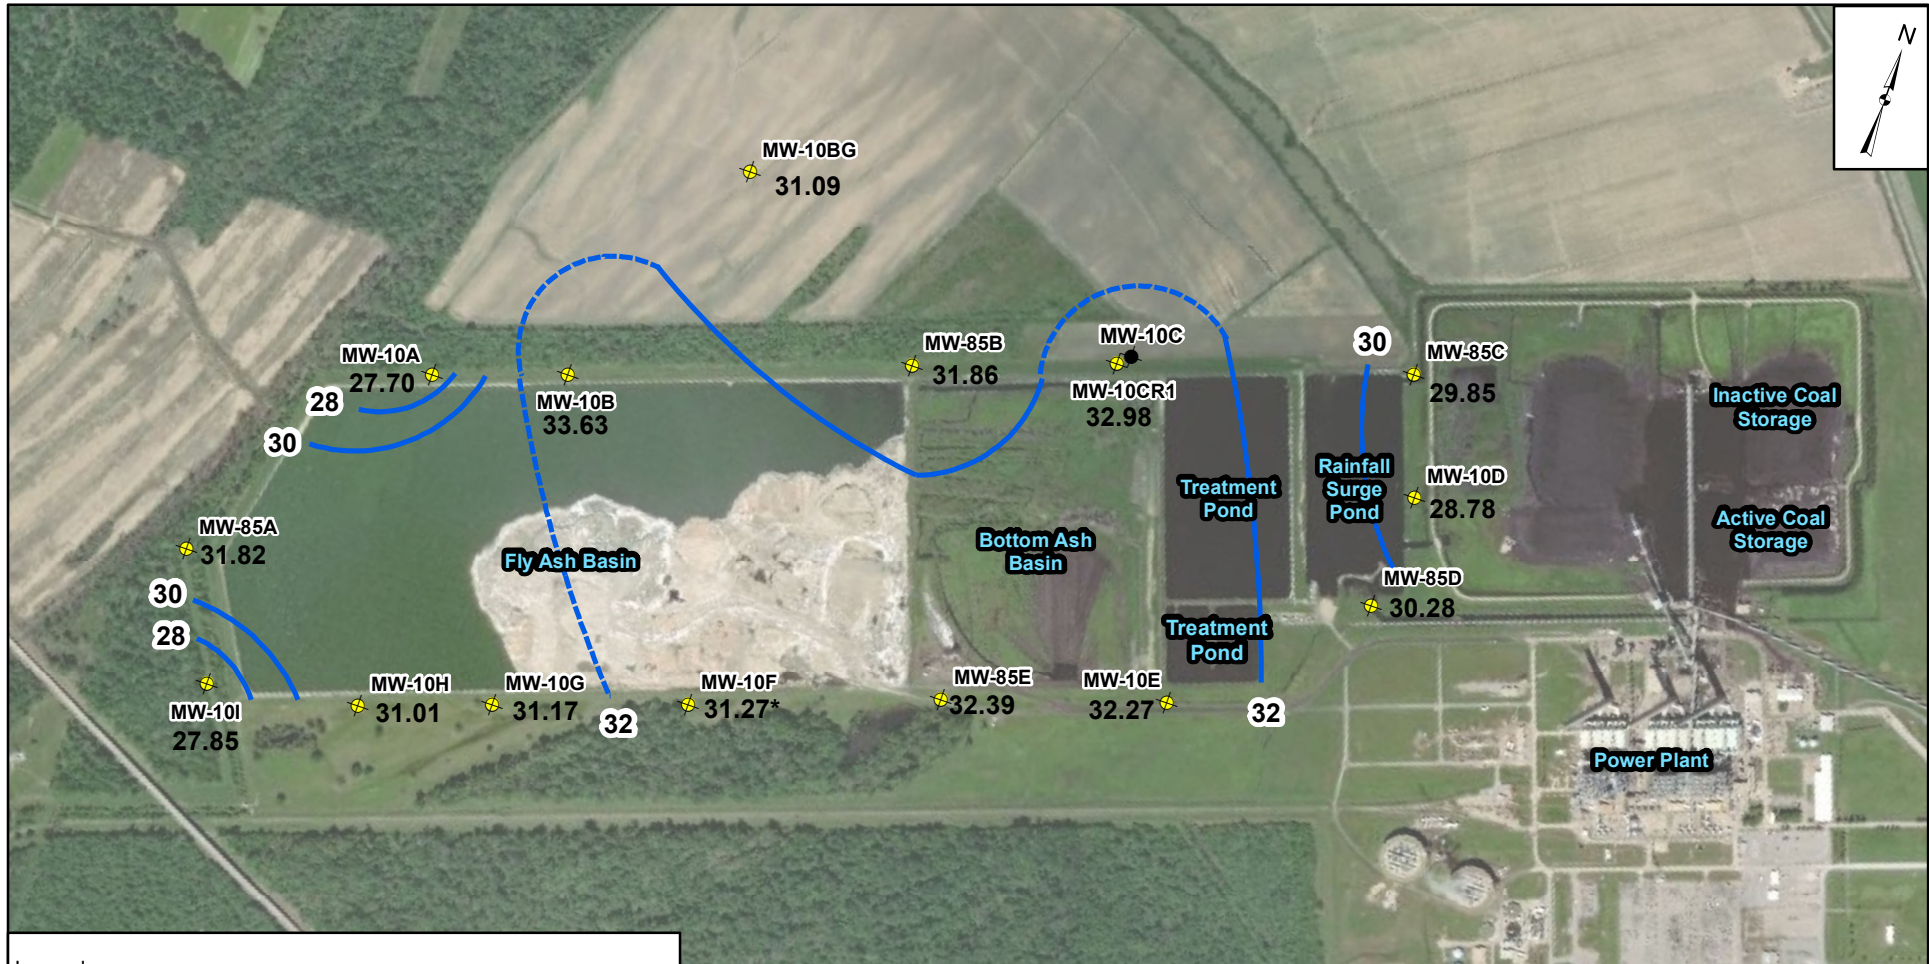 N
MW-10BG
31.09
MW-10A
27.70
28
30
MW-10B
33.63
MW-85B
31.86
MW-10C
MW-10CR1
32.98
30
MW-85C
29.85
Inactive Coal
Storage
MW-10D
28.78
Active Coal
Storage
Treatment
Pond
Rainfall
Surge
Pond
MW-85A
31.82
Fly Ash Basin
Bottom Ash
Basin
MW-85D
30.28
30
28
Treatment
Pond
MW-10I
27.85
MW-10H
31.01
MW-10G
31.17
32
MW-10F
31.27*
MW-85E
32.39
MW-10E
32.27
32
Power Plant